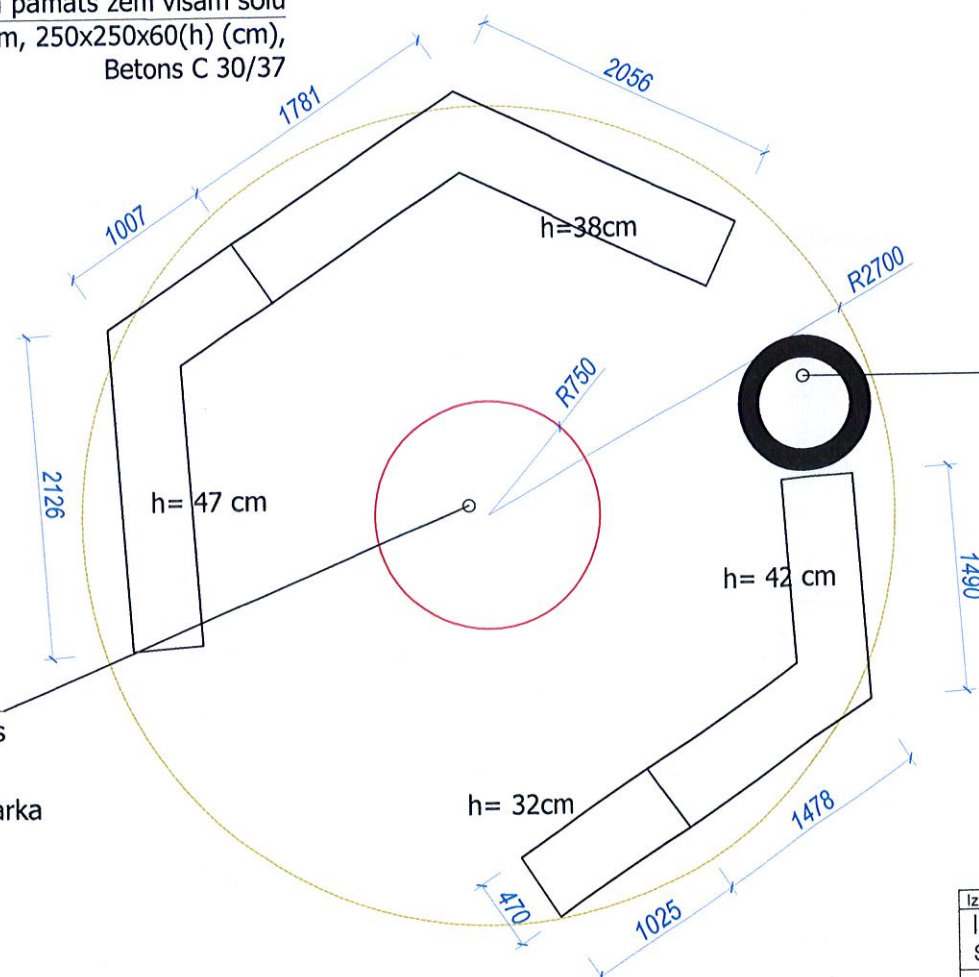 pamats zem visām solu
m, 250x250x60(h) (cm),
Betons C 30/37
2056
1781
1007
h=38cm
R2700
R750
2126
h= 47 cm
h= 42 cm
1490
s
arka
h= 32cm
1478
470
1025
Iz